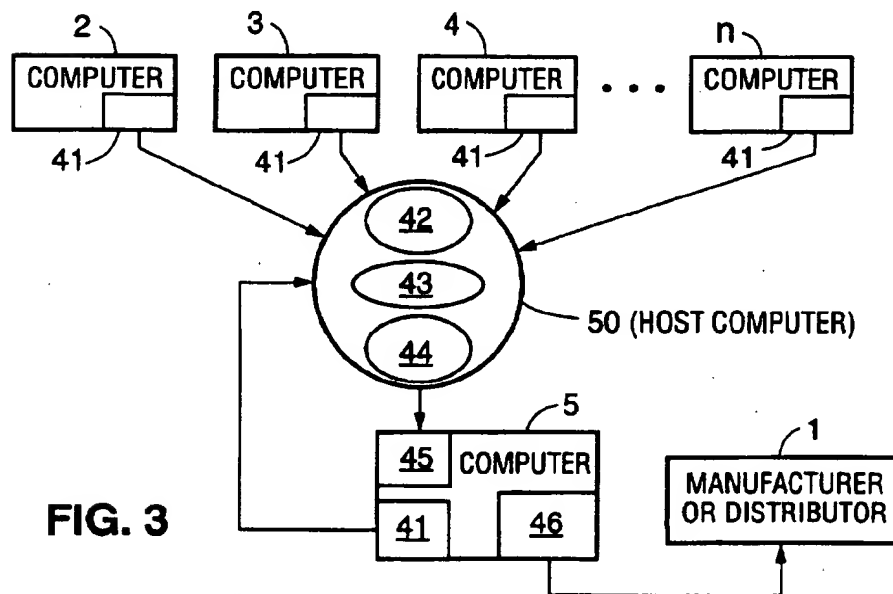 2 3 4 n
COMPUTER COMPUTER COMPUTER • • • COMPUTER
41 41 41 41
42
43
50 (HOST COMPUTER)
44
5
45 COMPUTER
1
MANUFACTURER
OR DISTRIBUTOR
FIG. 3
41 46